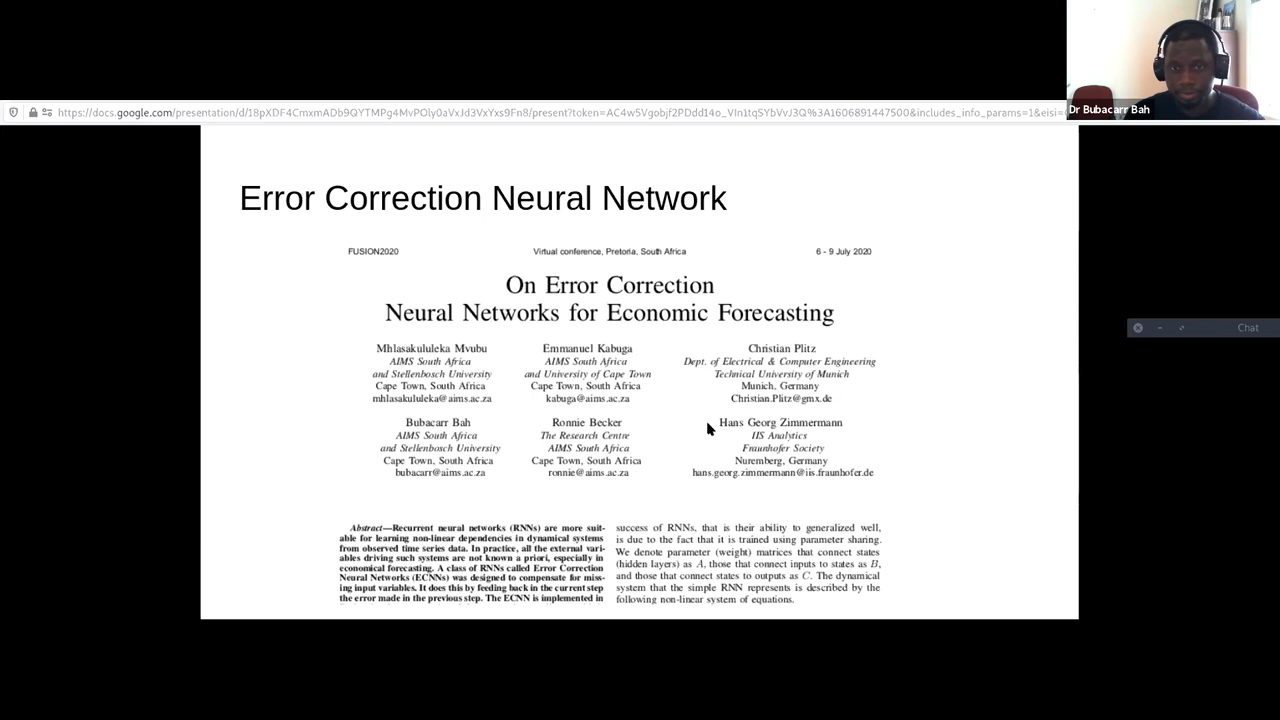 https://docs.google.com/presentation/d/18pXDF4CmxmADb9QYTMPg4MvPOly0aVxJd3VxYxs9Fn8/present?token=AC4w5Vgobjf2PDdd14o_VIn1tqSYbVvJ3Q%3A1606891447500&includes_info_params=1&eisi=
Dr Bubacarr Bah
Error Correction Neural Network
FUSION2020 Virtual conference, Pretoria, South Africa 6 - 9 July 2020
On Error Correction
Neural Networks for Economic Forecasting
Mhlasakululeka Mvubu
AIMS South Africa
and Stellenbosch University
Cape Town, South Africa
mhlasakululeka@aims.ac.za
Emmanuel Kabuga
AIMS South Africa
and University of Cape Town
Cape Town, South Africa
kabuga@aims.ac.za
Christian Plitz
Dept. of Electrical & Computer Engineering
Technical University of Munich
Munich, Germany
Christian.Plitz@gmx.de
Bubacarr Bah
AIMS South Africa
and Stellenbosch University
Cape Town, South Africa
bubacarr@aims.ac.za
Ronnie Becker
The Research Centre
AIMS South Africa
Cape Town, South Africa
ronnie@aims.ac.za
Hans Georg Zimmermann
IIS Analytics
Fraunhofer Society
Nuremberg, Germany
hans.georg.zimmermann@iis.fraunhofer.de
Chat
Abstract—Recurrent neural networks (RNNs) are more suit-
able for learning non-linear dependencies in dynamical systems
from observed time series data. In practice, all the external vari-
ables driving such systems are not known a priori, especially in
economical forecasting. A class of RNNs called Error Correction
Neural Networks (ECNNs) was designed to compensate for miss-
ing input variables. It does this by feeding back in the current step
the error made in the previous step. The ECNN is implemented in
success of RNNs, that is their ability to generalized well,
is due to the fact that it is trained using parameter sharing.
We denote parameter (weight) matrices that connect states
(hidden layers) as A, those that connect inputs to states as B,
and those that connect states to outputs as C. The dynamical
system that the simple RNN represents is described by the
following non-linear system of equations.